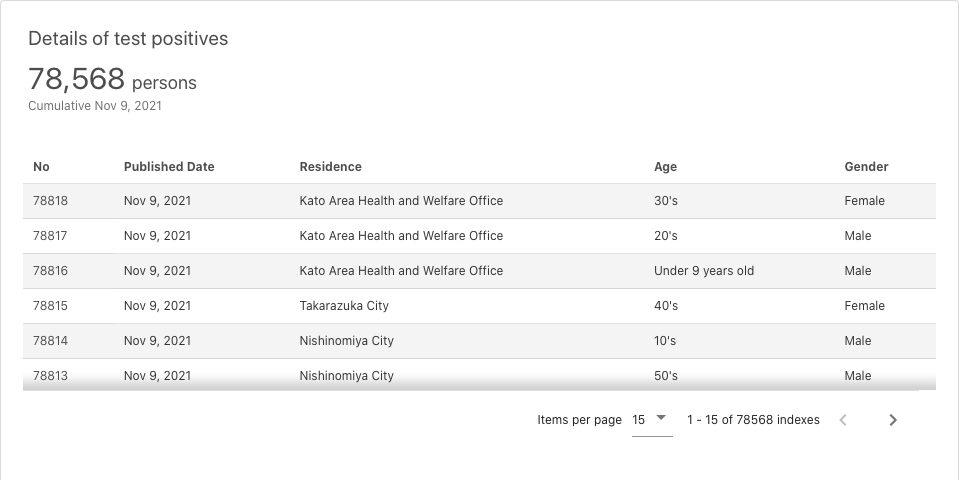 Details of test positives
78,568 persons
Cumulative Nov 9, 2021
No Published Date Residence Age Gender
78818 Nov 9, 2021 Kato Area Health and Welfare Office 30's Female
78817 Nov 9, 2021 Kato Area Health and Welfare Office 20's Male
78816 Nov 9, 2021 Kato Area Health and Welfare Office Under 9 years old Male
78815 Nov 9, 2021 Takarazuka City 40's Female
78814 Nov 9, 2021 Nishinomiya City 10's Male
78813 Nov 9, 2021 Nishinomiya City 50's Male
Items per page 15 1 - 15 of 78568 indexes